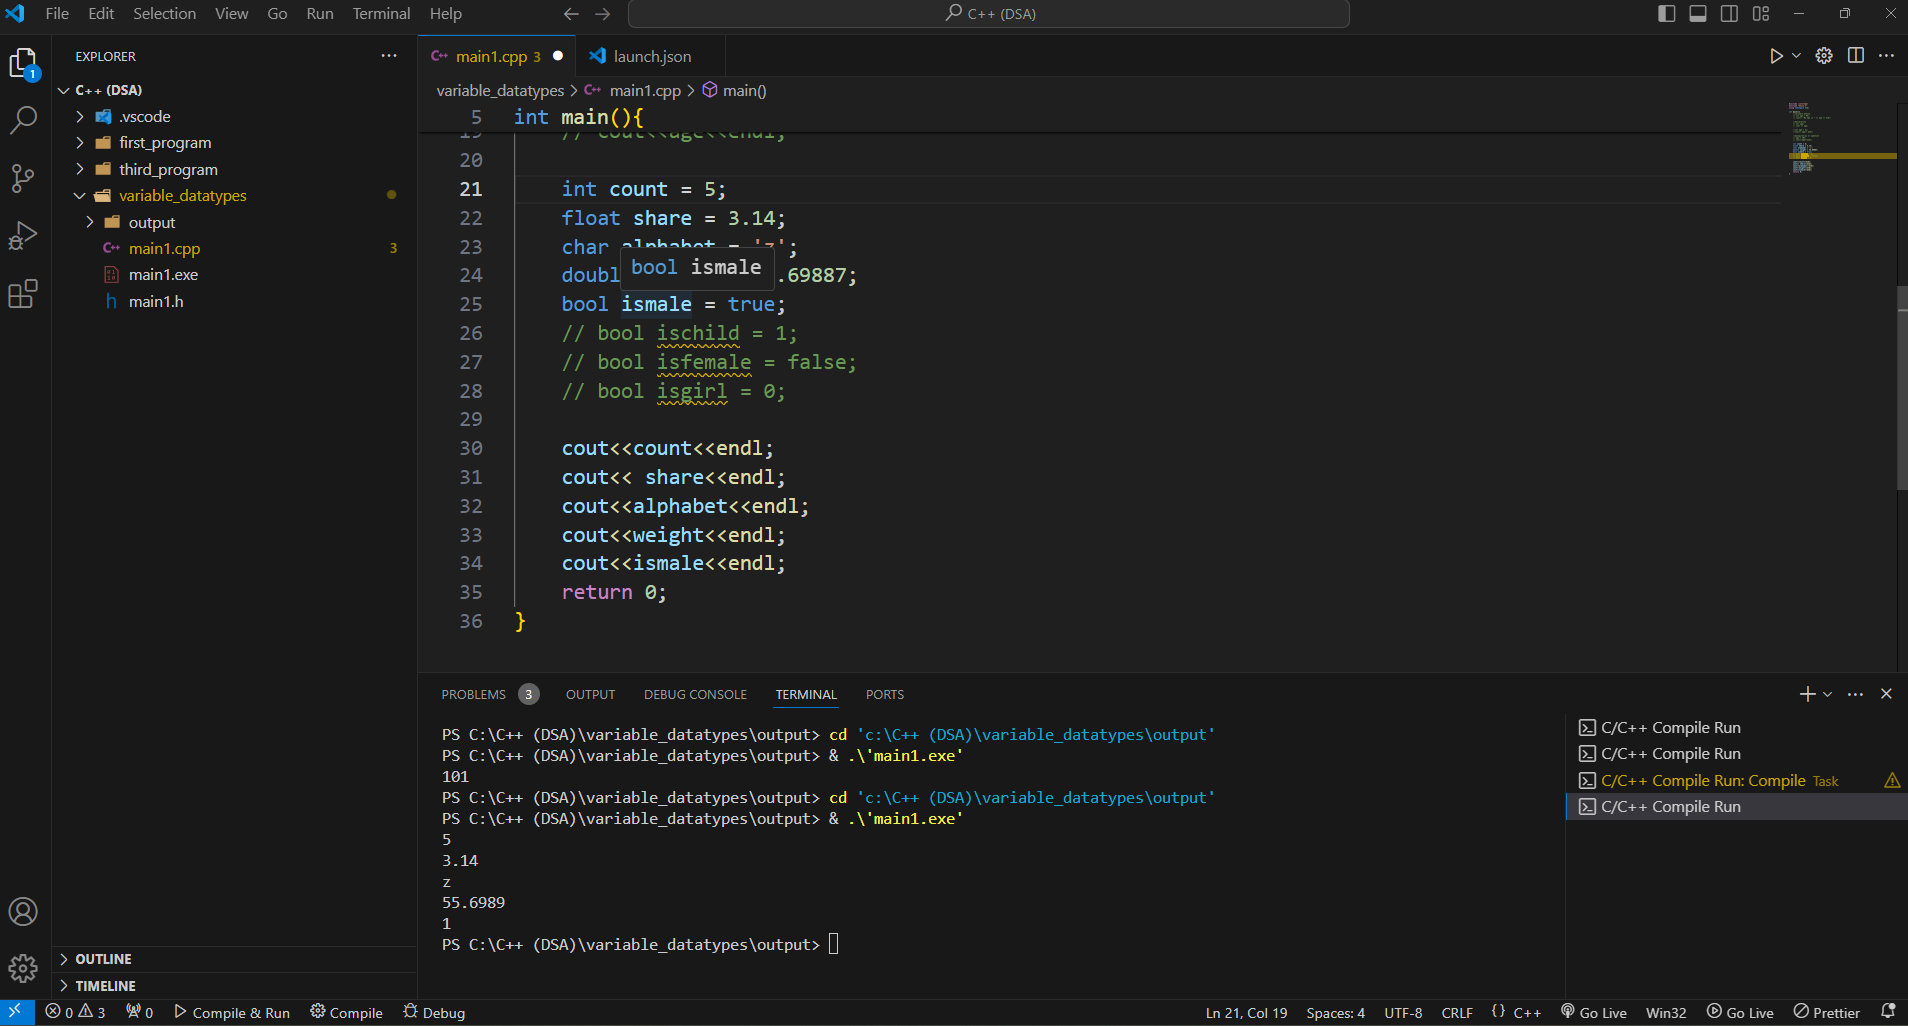 File Edit Selection View Go Run Terminal Help C++ (DSA)
EXPLORER
C++ (DSA)
.vscode
first_program
third_program
variable_datatypes
output
main1.cpp 3
main1.exe
main1.h
OUTLINE
TIMELINE
1
main1.cpp 3 launch.json
variable_datatypes > main1.cpp > main()
5 int main(){
19 // cout<<age<<endl;
20
21 int count = 5;
22 float share = 3.14;
23 char alphabet = 'z';
24 doubl .69887;
bool ismale
25 bool ismale = true;
26 // bool ischild = 1;
27 // bool isfemale = false;
28 // bool isgirl = 0;
29
30 cout<<count<<endl;
31 cout<< share<<endl;
32 cout<<alphabet<<endl;
33 cout<<weight<<endl;
34 cout<<ismale<<endl;
35 return 0;
36 }
PROBLEMS 3 OUTPUT DEBUG CONSOLE TERMINAL PORTS
PS C:\C++ (DSA)\variable_datatypes\output> cd 'c:\C++ (DSA)\variable_datatypes\output'
PS C:\C++ (DSA)\variable_datatypes\output> & .\'main1.exe'
101
PS C:\C++ (DSA)\variable_datatypes\output> cd 'c:\C++ (DSA)\variable_datatypes\output'
PS C:\C++ (DSA)\variable_datatypes\output> & .\'main1.exe'
5
3.14
z
55.6989
1
PS C:\C++ (DSA)\variable_datatypes\output>
C/C++ Compile Run
C/C++ Compile Run
C/C++ Compile Run: Compile Task
C/C++ Compile Run
0 3 0 Compile & Run Compile Debug Ln 21, Col 19 Spaces: 4 UTF-8 CRLF {} C++ Go Live Win32 Go Live Prettier